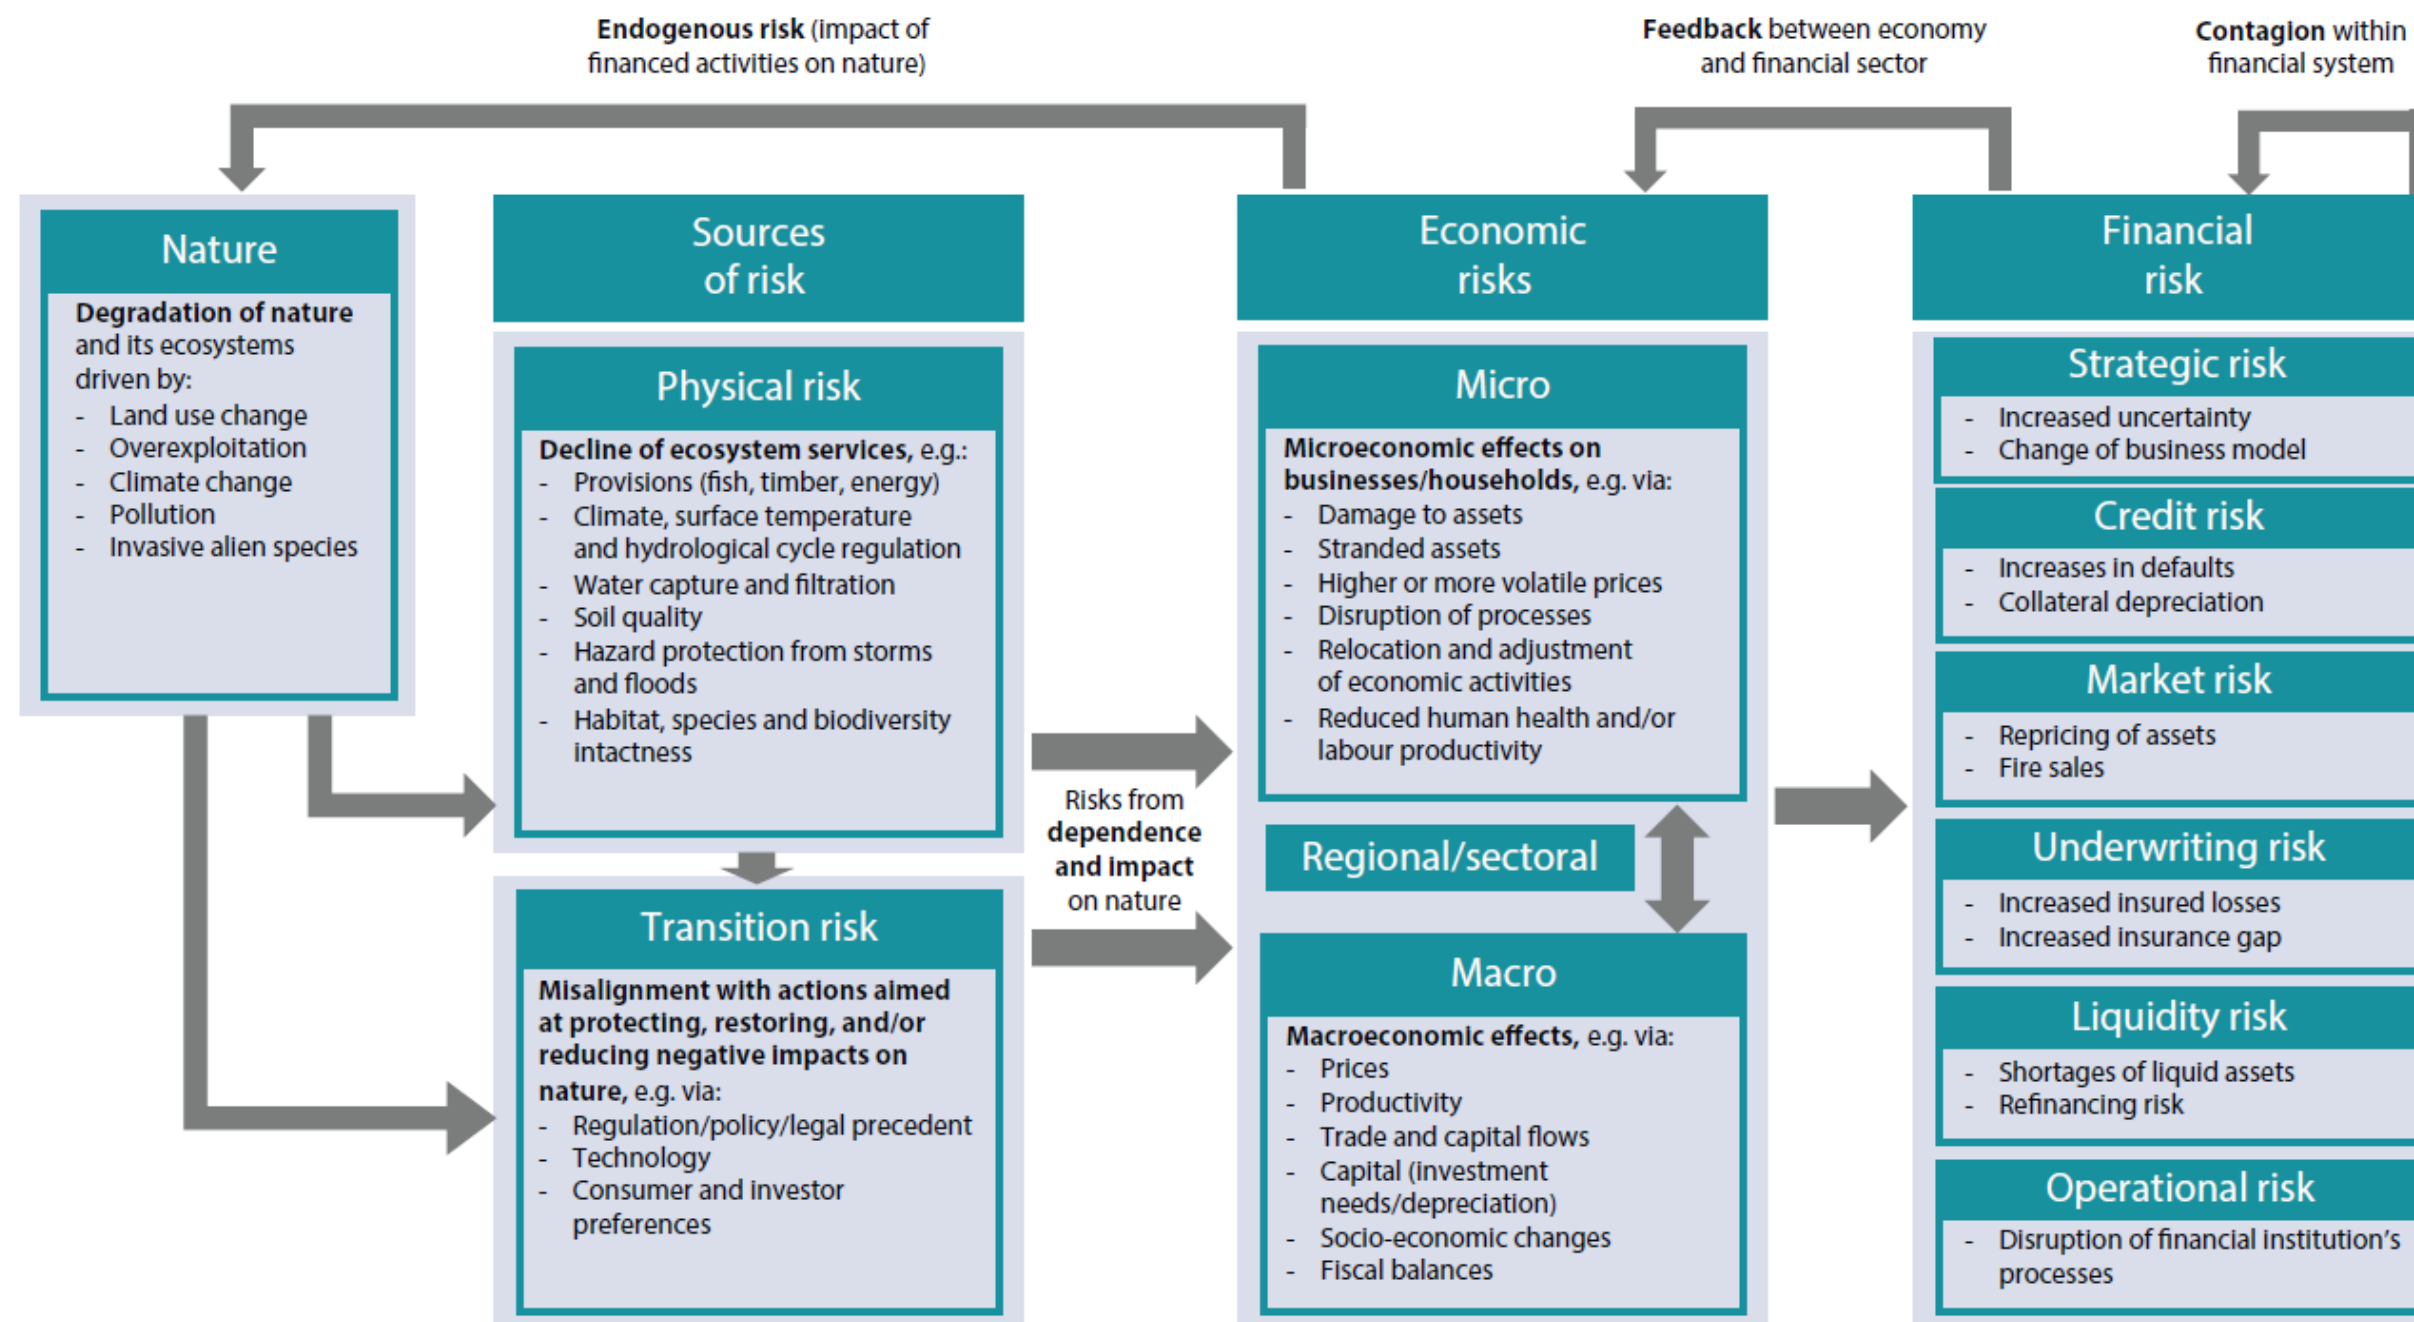 Endogenous risk (impact of
financed activities on nature)
Feedback between economy
and financial sector
Contagion within
financial system
Nature
Degradation of nature
and its ecosystems
driven by:
- Land use change
- Overexploitation
- Climate change
- Pollution
- Invasive alien species
Sources
of risk
Physical risk
Decline of ecosystem services, e.g.:
- Provisions (fish, timber, energy)
- Climate, surface temperature
and hydrological cycle regulation
- Water capture and filtration
- Soil quality
- Hazard protection from storms
and floods
- Habitat, species and biodiversity
intactness
Transition risk
Misalignment with actions aimed
at protecting, restoring, and/or
reducing negative impacts on
nature, e.g. via:
- Regulation/policy/legal precedent
- Technology
- Consumer and investor
preferences
Risks from
dependence
and impact
on nature
Economic
risks
Micro
Microeconomic effects on
businesses/households, e.g. via:
- Damage to assets
- Stranded assets
- Higher or more volatile prices
- Disruption of processes
- Relocation and adjustment
of economic activities
- Reduced human health and/or
labour productivity
Regional/sectoral
Macro
Macroeconomic effects, e.g. via:
- Prices
- Productivity
- Trade and capital flows
- Capital (investment
needs/depreciation)
- Socio-economic changes
- Fiscal balances
Financial
risk
Strategic risk
- Increased uncertainty
- Change of business model
Credit risk
- Increases in defaults
- Collateral depreciation
Market risk
- Repricing of assets
- Fire sales
Underwriting risk
- Increased insured losses
- Increased insurance gap
Liquidity risk
- Shortages of liquid assets
- Refinancing risk
Operational risk
- Disruption of financial institution's
processes